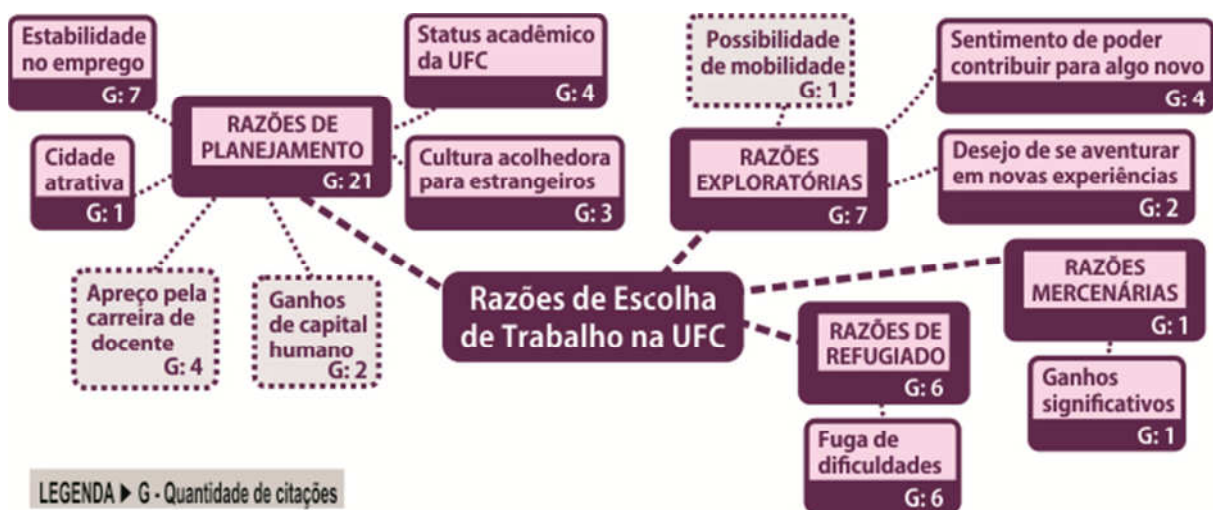 Estabilidade
no emprego
G: 7
Status acadêmico
da UFC
G: 4
Cidade
atrativa
G: 1
RAZÕES DE
PLANEJAMENTO
G: 21
Cultura acolhedora
para estrangeiros
G: 3
Apreço pela
carreira de
docente
G: 4
Ganhos
de capital
humano
G: 2
Possibilidade
de mobilidade
G: 1
Sentimento de poder
contribuir para algo novo
G: 4
RAZÕES
EXPLORATÓRIAS
G: 7
Desejo de se aventurar
em novas experiências
G: 2
Razões de Escolha
de Trabalho na UFC
RAZÕES
MERCENÁRIAS
G: 1
RAZÕES DE
REFUGIADO
G: 6
Ganhos
significativos
G: 1
Fuga de
dificuldades
G: 6
LEGENDA ▶ G - Quantidade de citações